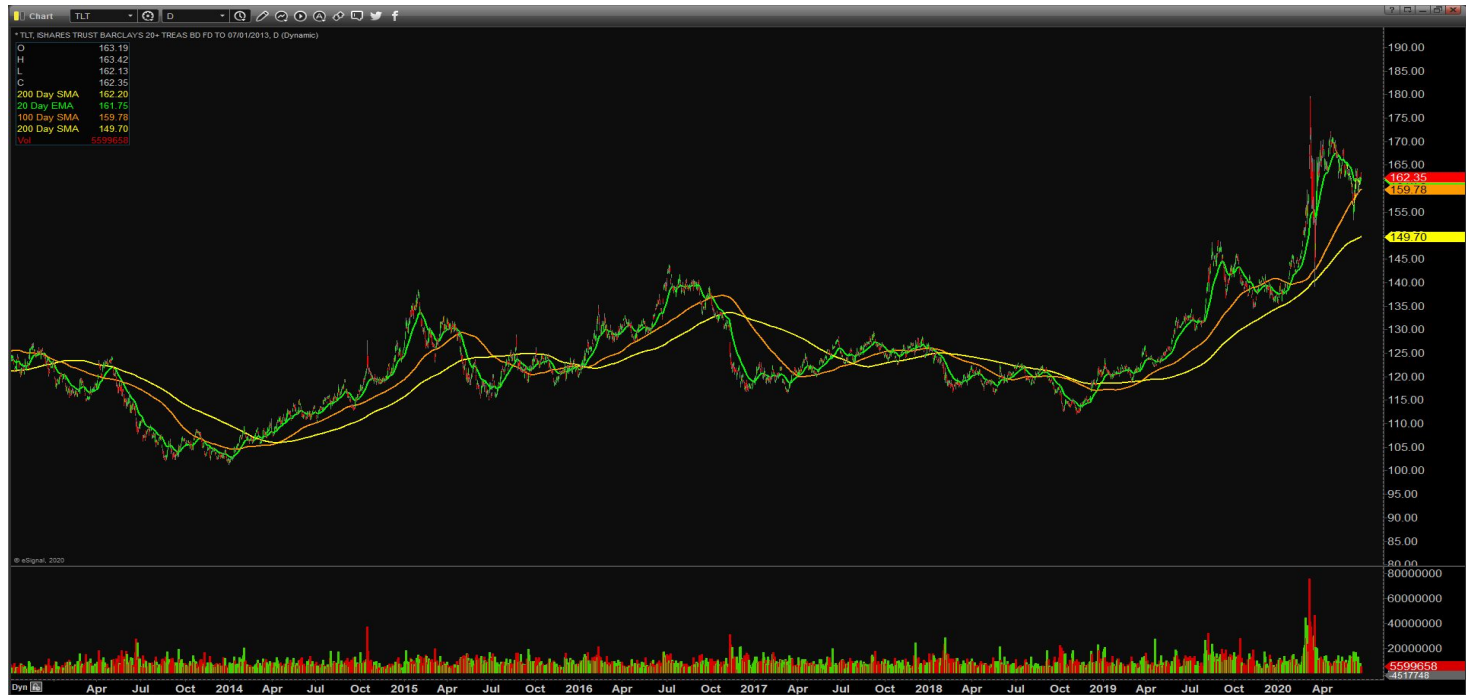 Chart TLT D
* TLT, ISHARES TRUST BARCLAYS 20+ TREAS BD FD TO 07/01/2013, D (Dynamic)
O 163.19
H 163.42
L 162.13
C 162.35
200 Day SMA 162.20
20 Day EMA 161.75
100 Day SMA 159.78
200 Day SMA 149.70
Vol 5599658
190.00
185.00
180.00
175.00
170.00
165.00
162.35
159.78
155.00
149.70
145.00
140.00
135.00
130.00
125.00
120.00
115.00
110.00
105.00
100.00
95.00
90.00
85.00
80.00
© eSignal, 2020
80000000
60000000
40000000
20000000
5599658
-4517748
Dyn Apr Jul Oct 2014 Apr Jul Oct 2015 Apr Jul Oct 2016 Apr Jul Oct 2017 Apr Jul Oct 2018 Apr Jul Oct 2019 Apr Jul Oct 2020 Apr